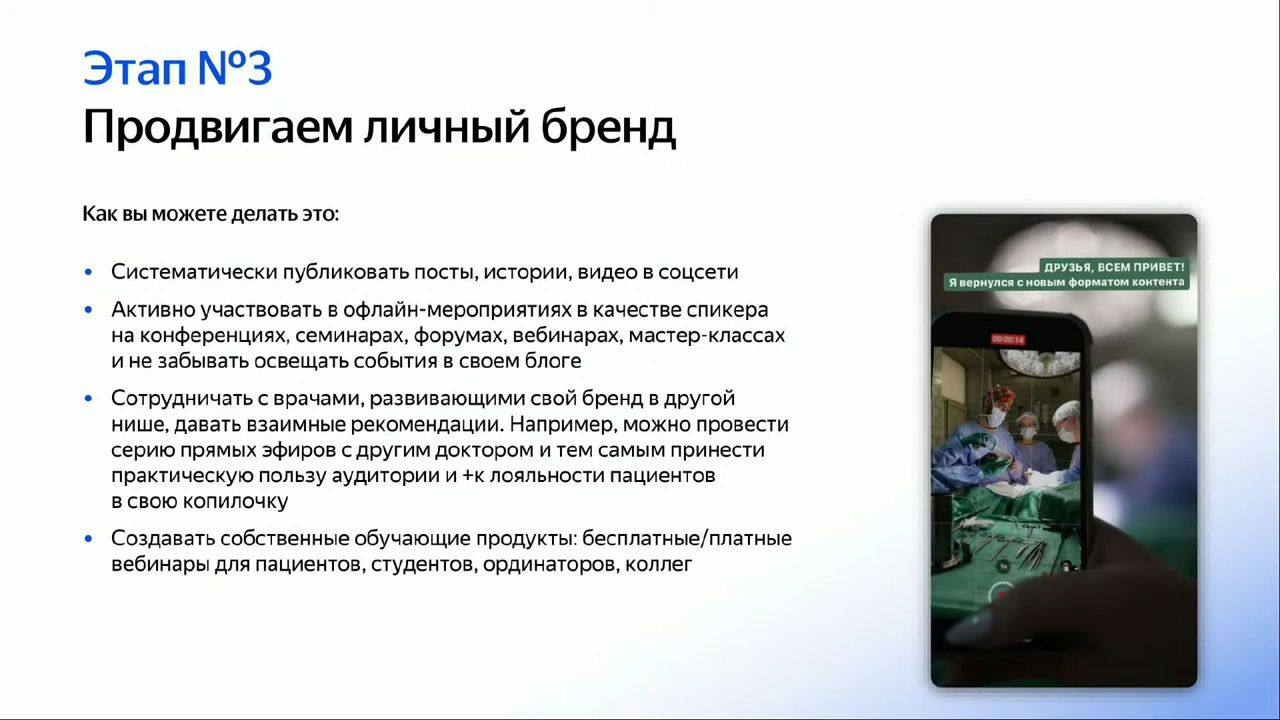 Этап №3
Продвигаем личный бренд
Как вы можете делать это:
• Систематически публиковать посты, истории, видео в соцсети
• Активно участвовать в офлайн-мероприятиях в качестве спикера
на конференциях, семинарах, форумах, вебинарах, мастер-классах
и не забывать освещать события в своем блоге
• Сотрудничать с врачами, развивающими свой бренд в другой
нише, давать взаимные рекомендации. Например, можно провести
серию прямых эфиров с другим доктором и тем самым принести
практическую пользу аудитории и +к лояльности пациентов
в свою копилочку
• Создавать собственные обучающие продукты: бесплатные/платные
вебинары для пациентов, студентов, ординаторов, коллег
ДРУЗЬЯ, ВСЕМ ПРИВЕТ!
Я вернулся с новым форматом контента